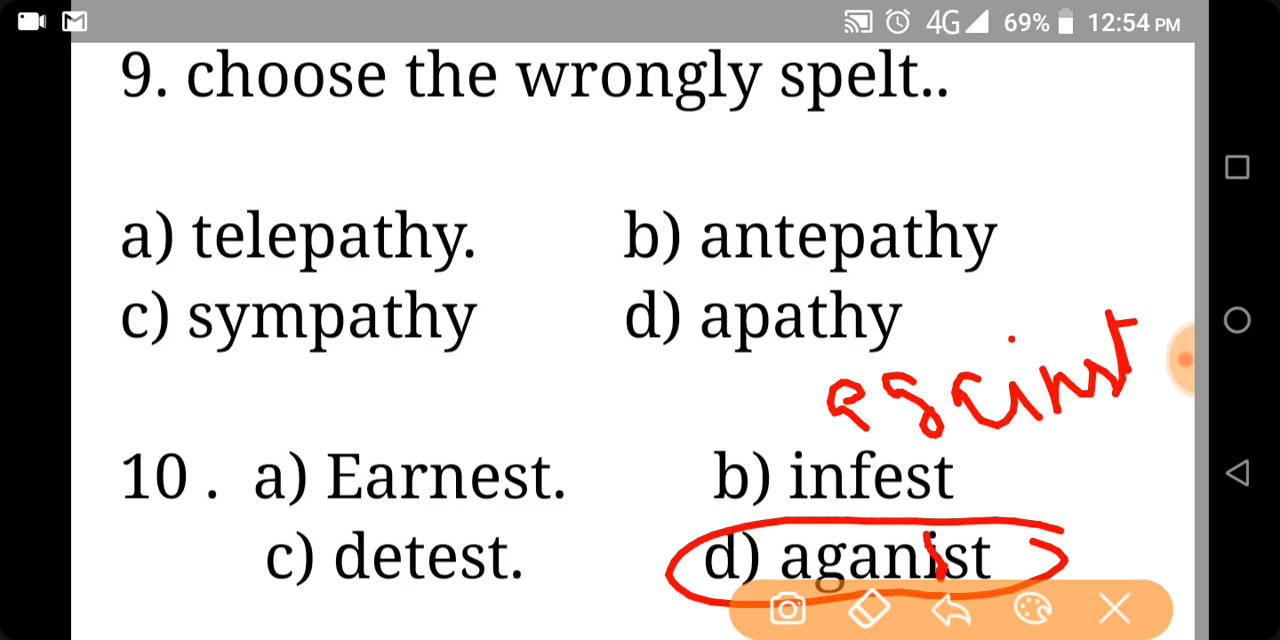 4G 69% 12:54 PM
9. choose the wrongly spelt..
a) telepathy. b) antepathy
c) sympathy d) apathy
against
10 . a) Earnest. b) infest
c) detest. d) aganist